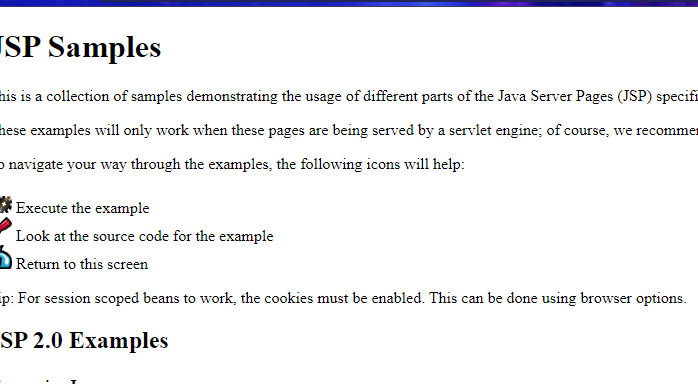 JSP Samples
This is a collection of samples demonstrating the usage of different parts of the Java Server Pages (JSP)
These examples will only work when these pages are being served by a servlet engine; of course, we
To navigate your way through the examples, the following icons will help:
Execute the example
Look at the source code for the example
Return to this screen
Tip: For session scoped beans to work, the cookies must be enabled. This can be done using browser options.
JSP 2.0 Examples